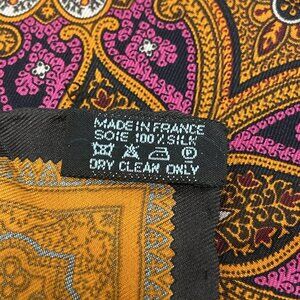 MADE IN FRANCE
SOIE 100% SILK
DRY CLEAN ONLY